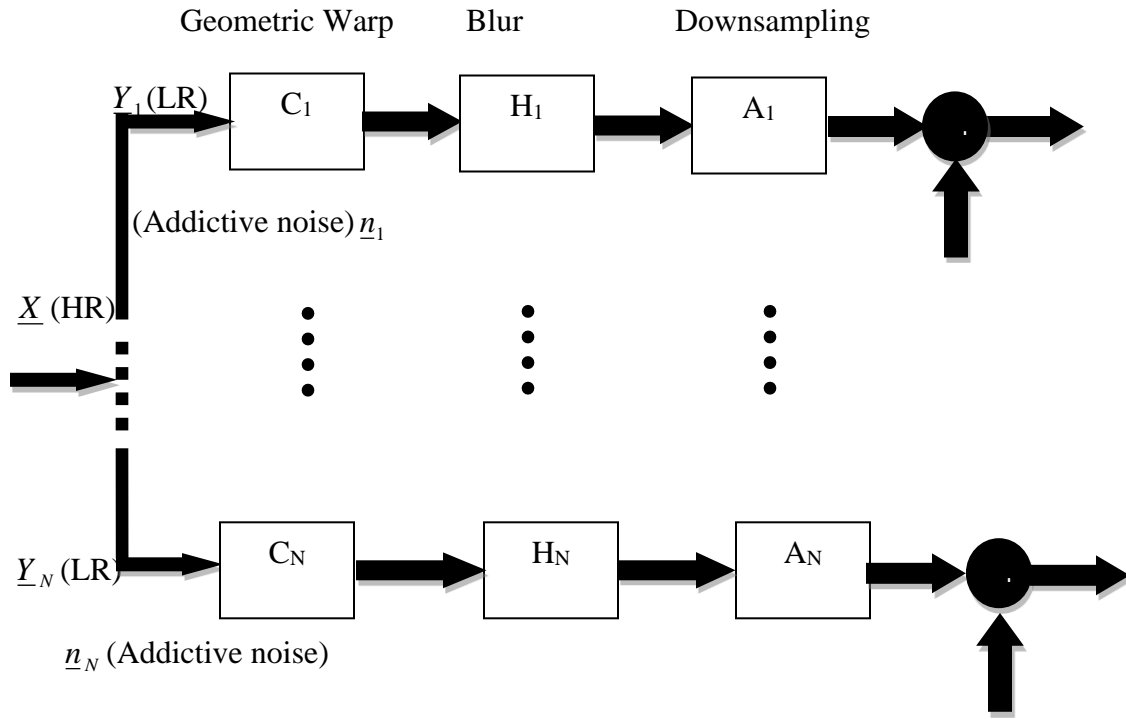 Geometric Warp Blur Downsampling
Y1 (LR) C1 H1 A1
(Addictive noise) n1
X (HR)
CN HN AN
YN (LR)
nN (Addictive noise)